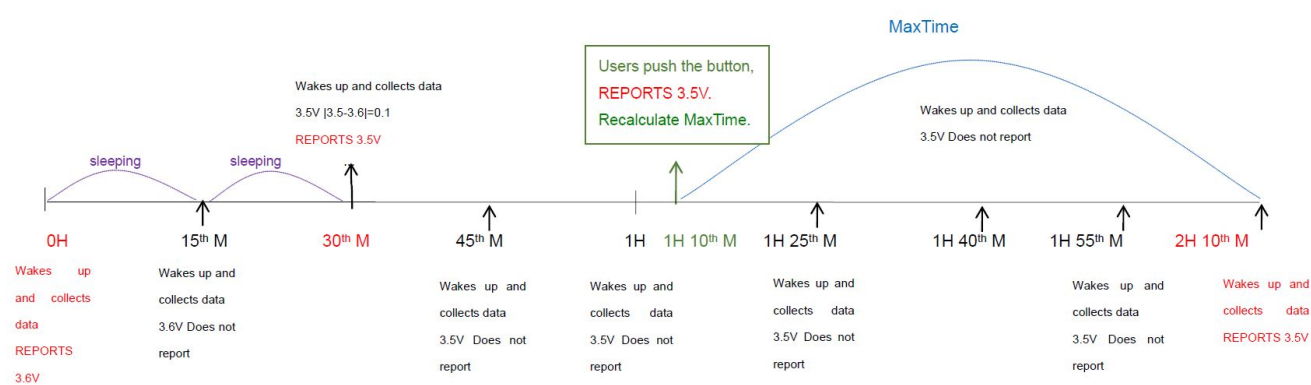 MaxTime
Users push the button,
REPORTS 3.5V.
Recalculate MaxTime.
Wakes up and collects data
3.5V |3.5-3.6|=0.1
REPORTS 3.5V
Wakes up and collects data
3.5V Does not report
sleeping
sleeping
0H
15th M
30th M
45th M
1H
1H 10th M
1H 25th M
1H 40th M
1H 55th M
2H 10th M
Wakes up
and collects
data
REPORTS
3.6V
Wakes up and
collects data
3.6V Does not
report
Wakes up and
collects data
3.5V Does not
report
Wakes up and
collects data
3.5V Does not
report
Wakes up and
collects data
3.5V Does not
report
Wakes up and
collects data
3.5V Does not
report
Wakes up and
collects data
REPORTS 3.5V